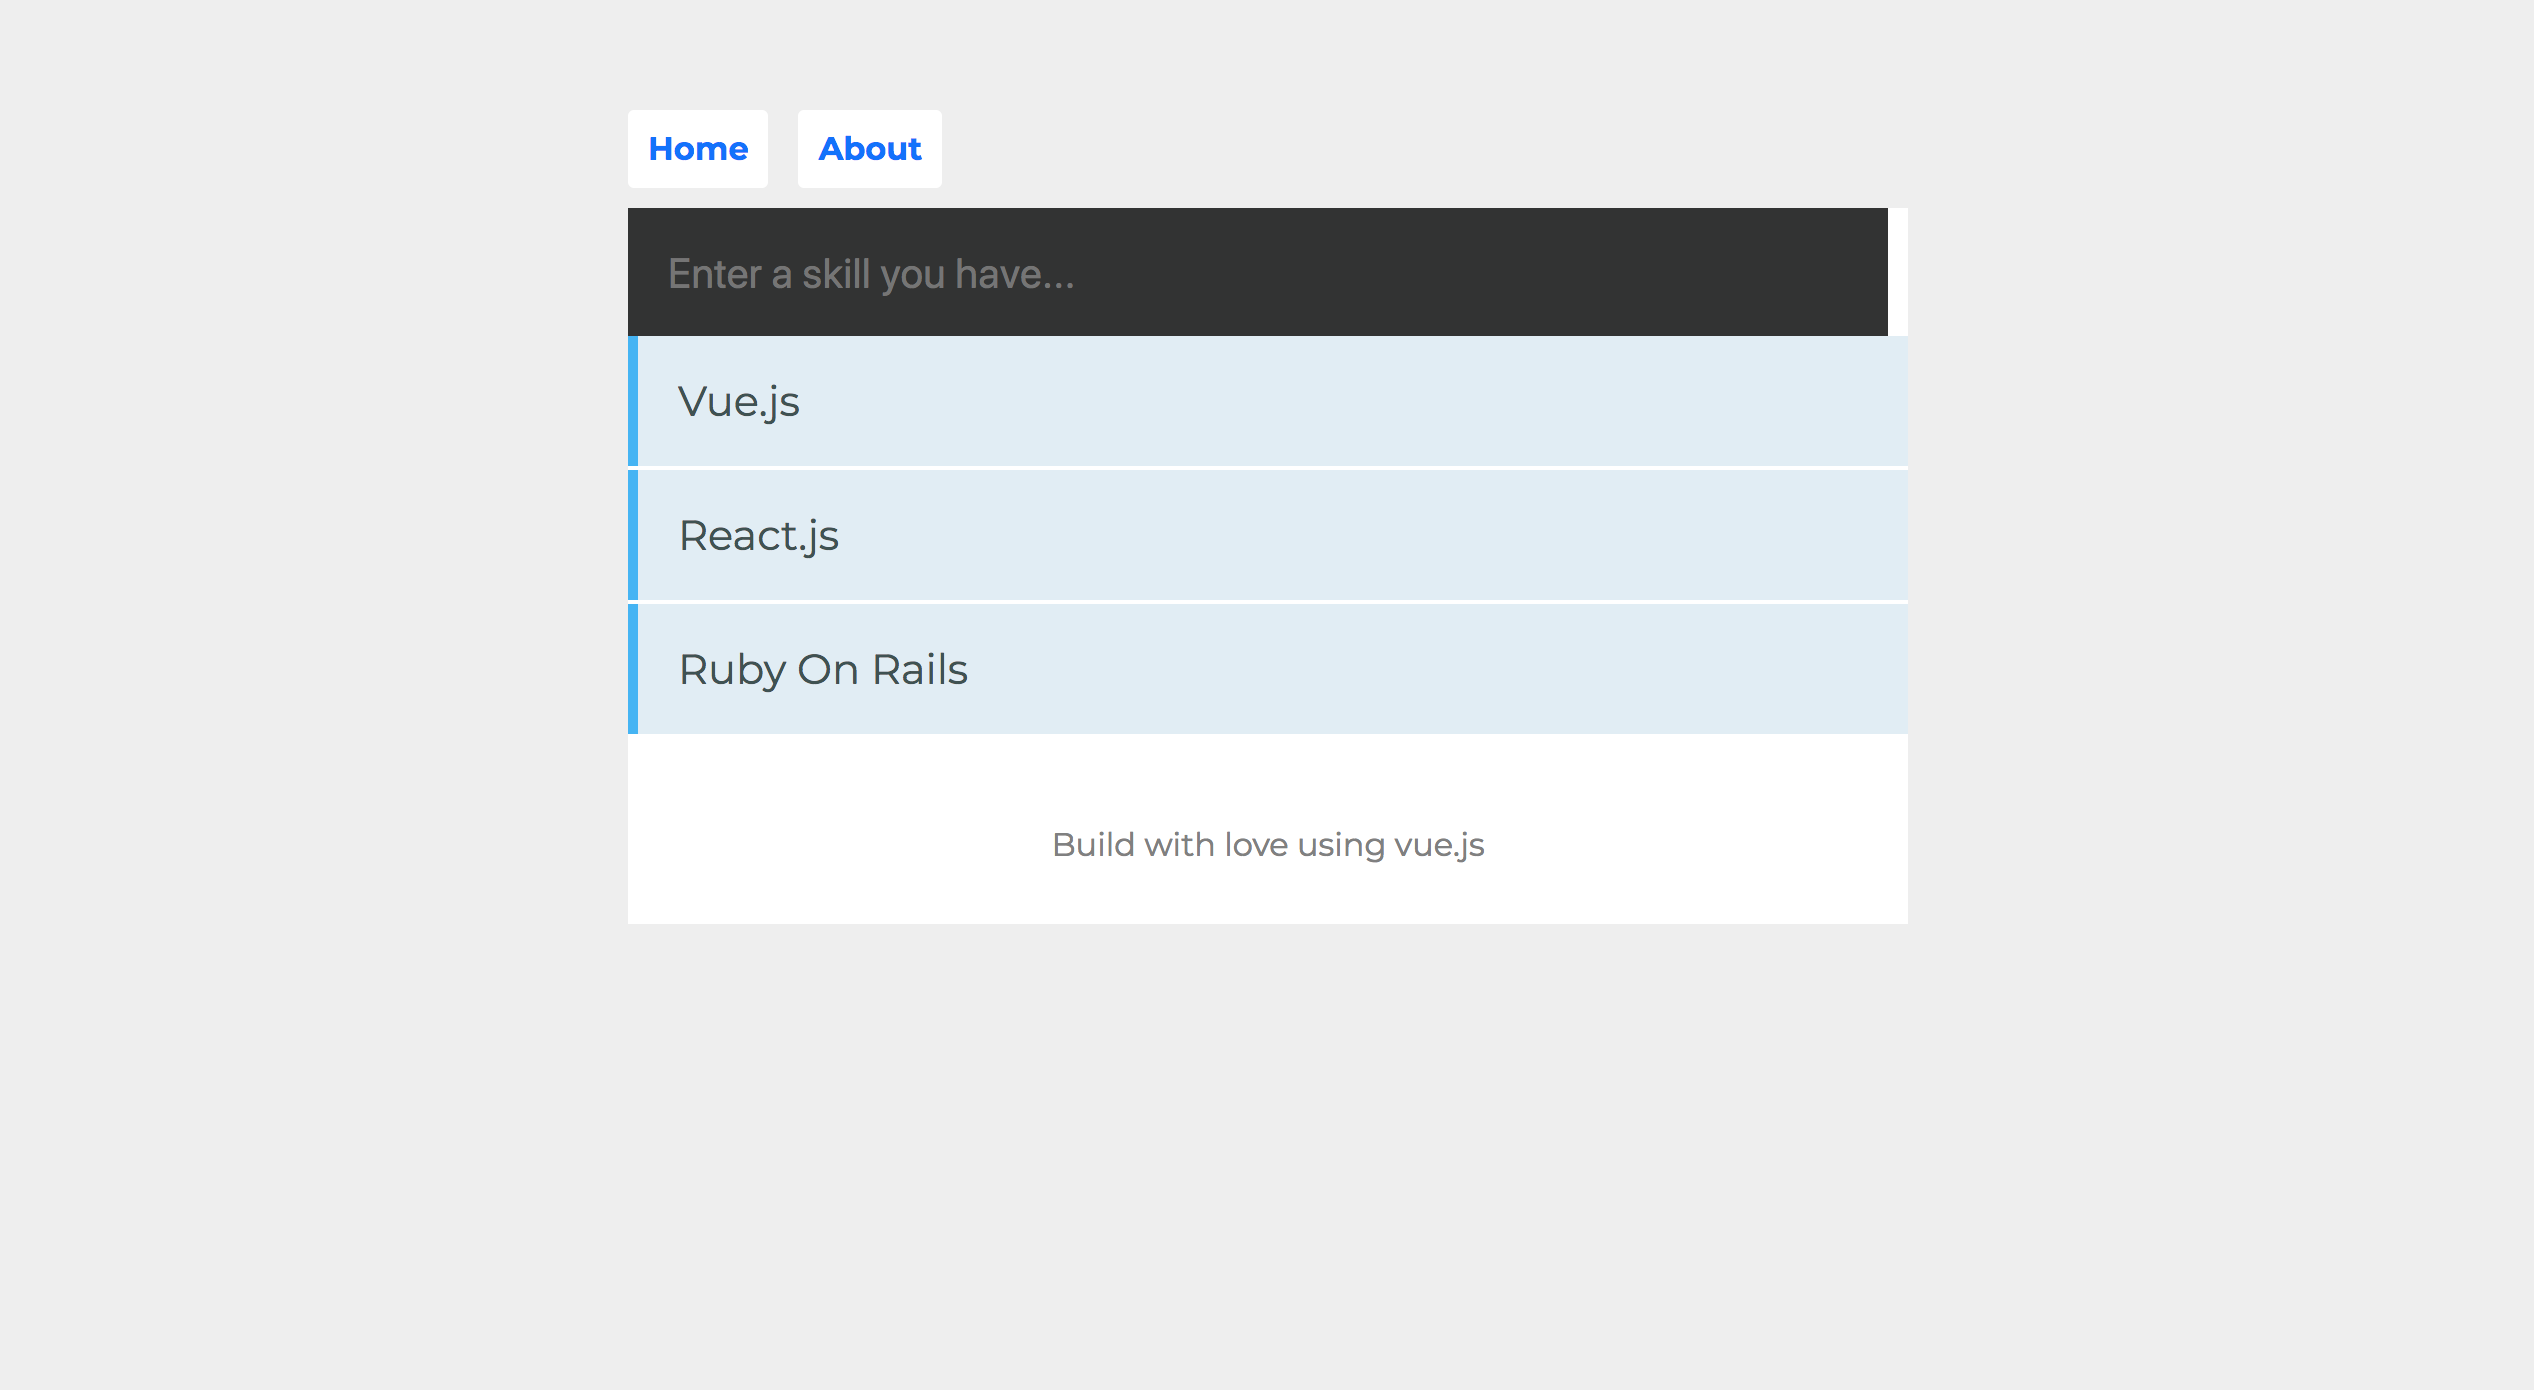 Home About
Enter a skill you have...
Vue.js
React.js
Ruby On Rails
Build with love using vue.js